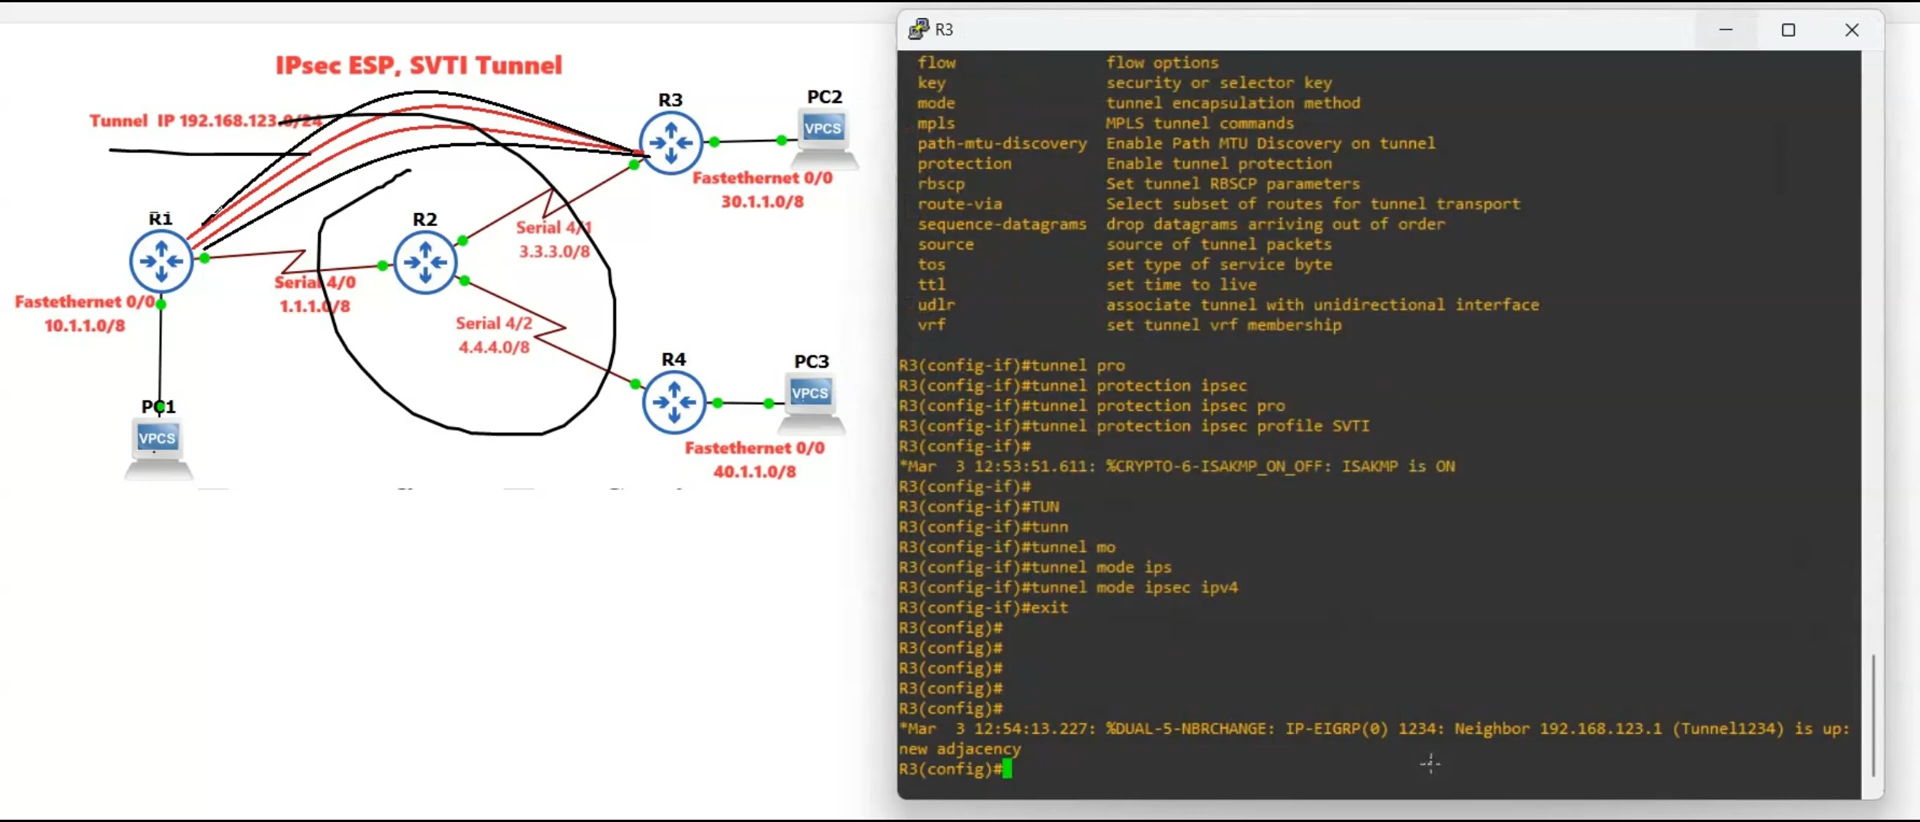 IPsec ESP, SVTI Tunnel
Tunnel IP 192.168.123.0/24
R1
R2
R3
PC2
VPCS
Fastethernet 0/0
30.1.1.0/8
Serial 4/1
3.3.3.0/8
Serial 4/0
1.1.1.0/8
Fastethernet 0/0
10.1.1.0/8
Serial 4/2
4.4.4.0/8
R4
PC3
VPCS
Fastethernet 0/0
40.1.1.0/8
PC1
VPCS
R3
flow flow options
key security or selector key
mode tunnel encapsulation method
mpls MPLS tunnel commands
path-mtu-discovery Enable Path MTU Discovery on tunnel
protection Enable tunnel protection
rbscp Set tunnel RBSCP parameters
route-via Select subset of routes for tunnel transport
sequence-datagrams drop datagrams arriving out of order
source source of tunnel packets
tos set type of service byte
ttl set time to live
udlr associate tunnel with unidirectional interface
vrf set tunnel vrf membership
R3(config-if)#tunnel pro
R3(config-if)#tunnel protection ipsec
R3(config-if)#tunnel protection ipsec pro
R3(config-if)#tunnel protection ipsec profile SVTI
R3(config-if)#
*Mar  3 12:53:51.611: %CRYPTO-6-ISAKMP_ON_OFF: ISAKMP is ON
R3(config-if)#
R3(config-if)#TUN
R3(config-if)#tunn
R3(config-if)#tunnel mo
R3(config-if)#tunnel mode ips
R3(config-if)#tunnel mode ipsec ipv4
R3(config-if)#exit
R3(config)#
R3(config)#
R3(config)#
R3(config)#
R3(config)#
*Mar  3 12:54:13.227: %DUAL-5-NBRCHANGE: IP-EIGRP(0) 1234: Neighbor 192.168.123.1 (Tunnel1234) is up:
new adjacency
R3(config)#